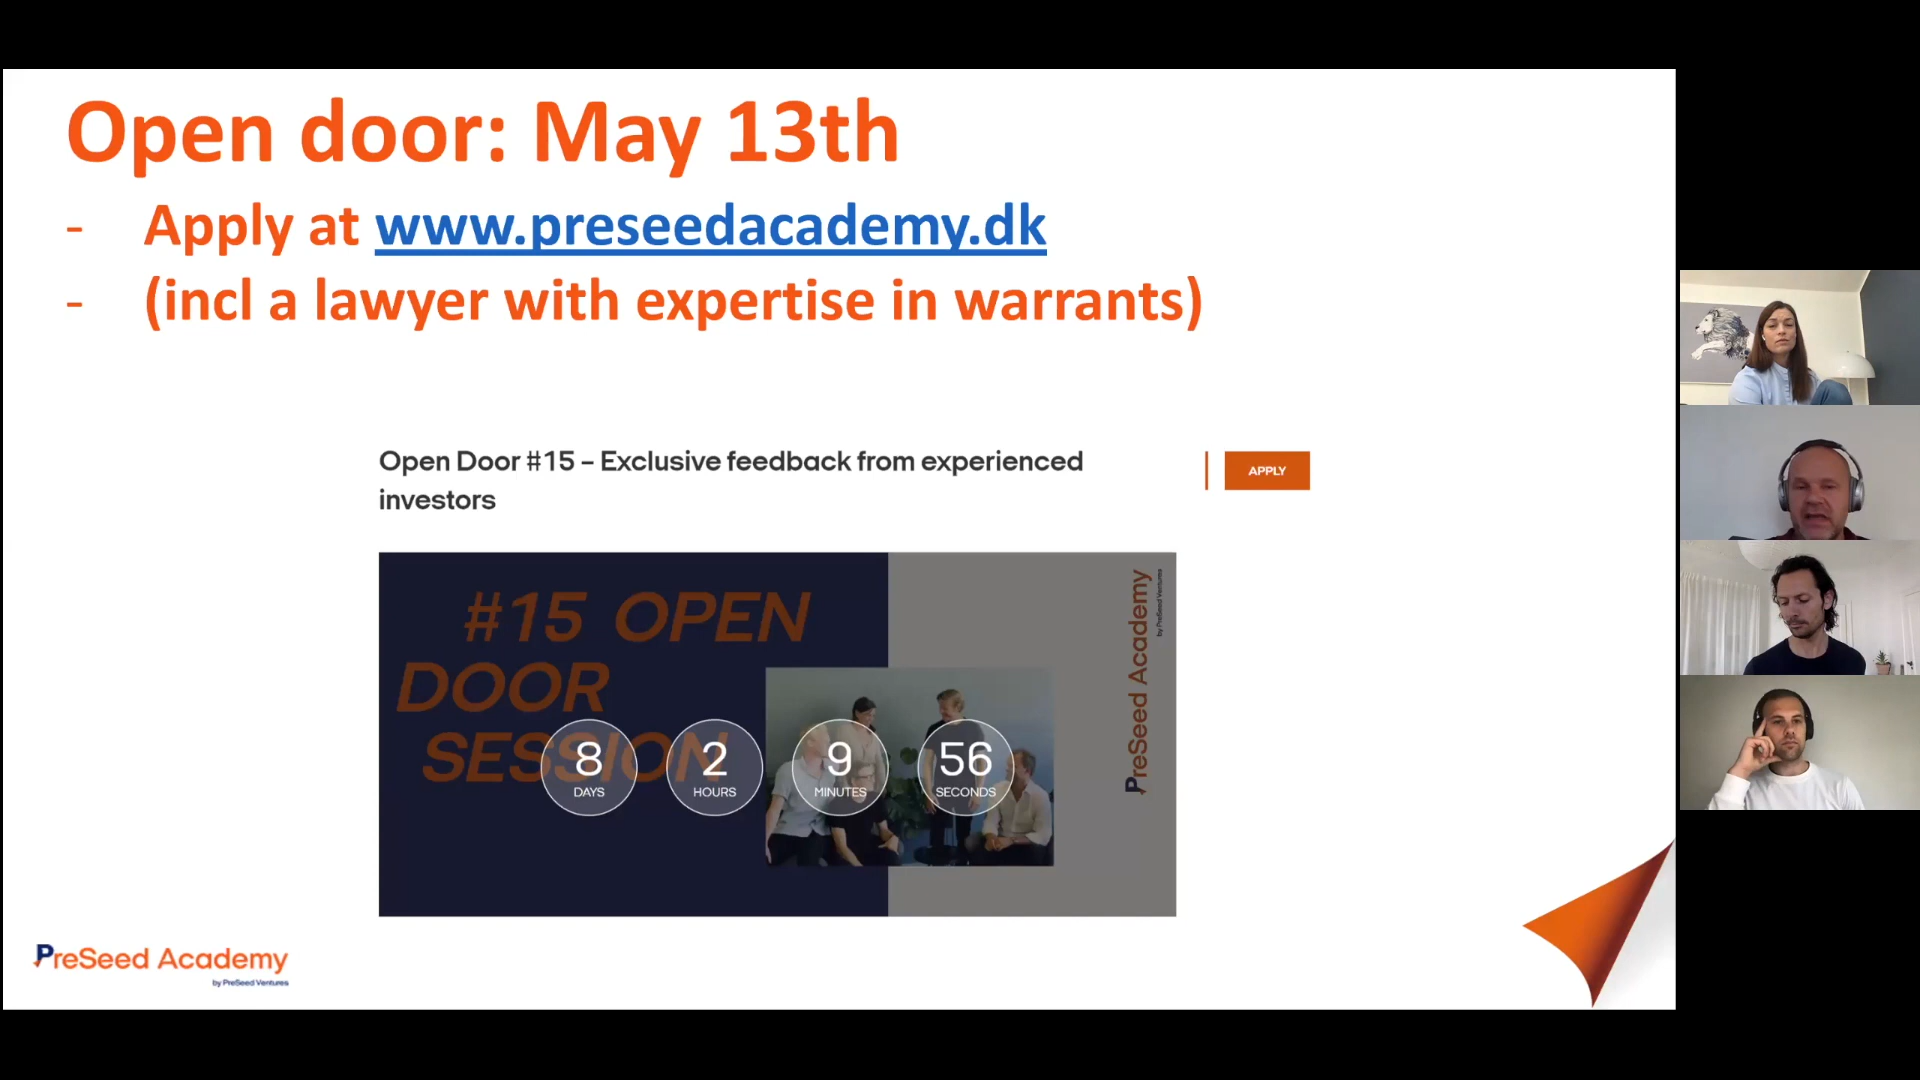 Open door: May 13th
- Apply at www.preseedacademy.dk
- (incl a lawyer with expertise in warrants)
Open Door #15 – Exclusive feedback from experienced
investors
APPLY
#15 OPEN
DOOR
SESSION
8
DAYS
2
HOURS
9
MINUTES
56
SECONDS
PreSeed Academy
by PreSeed Ventures
PreSeed Academy
by PreSeed Ventures